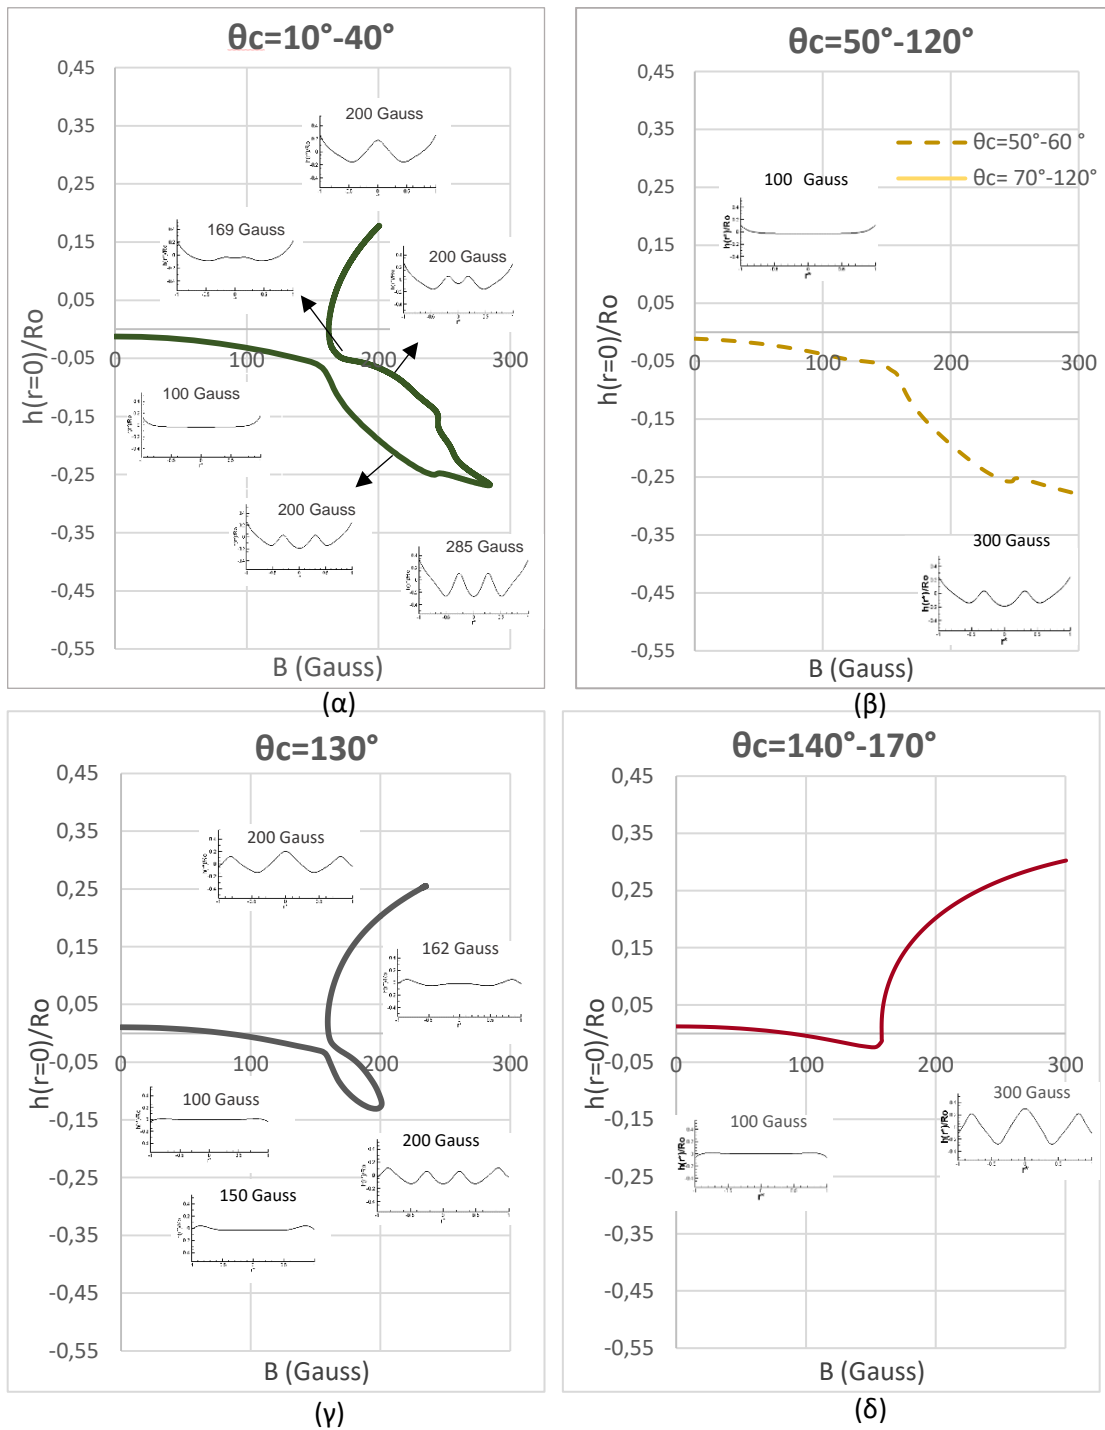 θc=10°-40°
0,45
0,35
0,25
0,15
0,05
-0,05
-0,15
-0,25
-0,35
-0,45
-0,55
0
100
200
300
h(r=0)/Ro
B (Gauss)
200 Gauss
169 Gauss
200 Gauss
100 Gauss
200 Gauss
285 Gauss
(α)
θc=50°-120°
0,45
0,35
0,25
0,15
0,05
-0,05
-0,15
-0,25
-0,35
-0,45
-0,55
0
100
200
300
h(r=0)/Ro
B (Gauss)
θc=50°-60 °
θc= 70°-120°
100 Gauss
h(r*)/Ro
r*
300 Gauss
h(r*)/Ro
r*
(β)
θc=130°
0,45
0,35
0,25
0,15
0,05
-0,05
-0,15
-0,25
-0,35
-0,45
-0,55
0
100
200
300
h(r=0)/Ro
B (Gauss)
200 Gauss
162 Gauss
100 Gauss
200 Gauss
150 Gauss
(γ)
θc=140°-170°
0,45
0,35
0,25
0,15
0,05
-0,05
-0,15
-0,25
-0,35
-0,45
-0,55
0
100
200
300
h(r=0)/Ro
B (Gauss)
100 Gauss
h(r*)/Ro
r*
300 Gauss
h(r*)/Ro
r*
(δ)